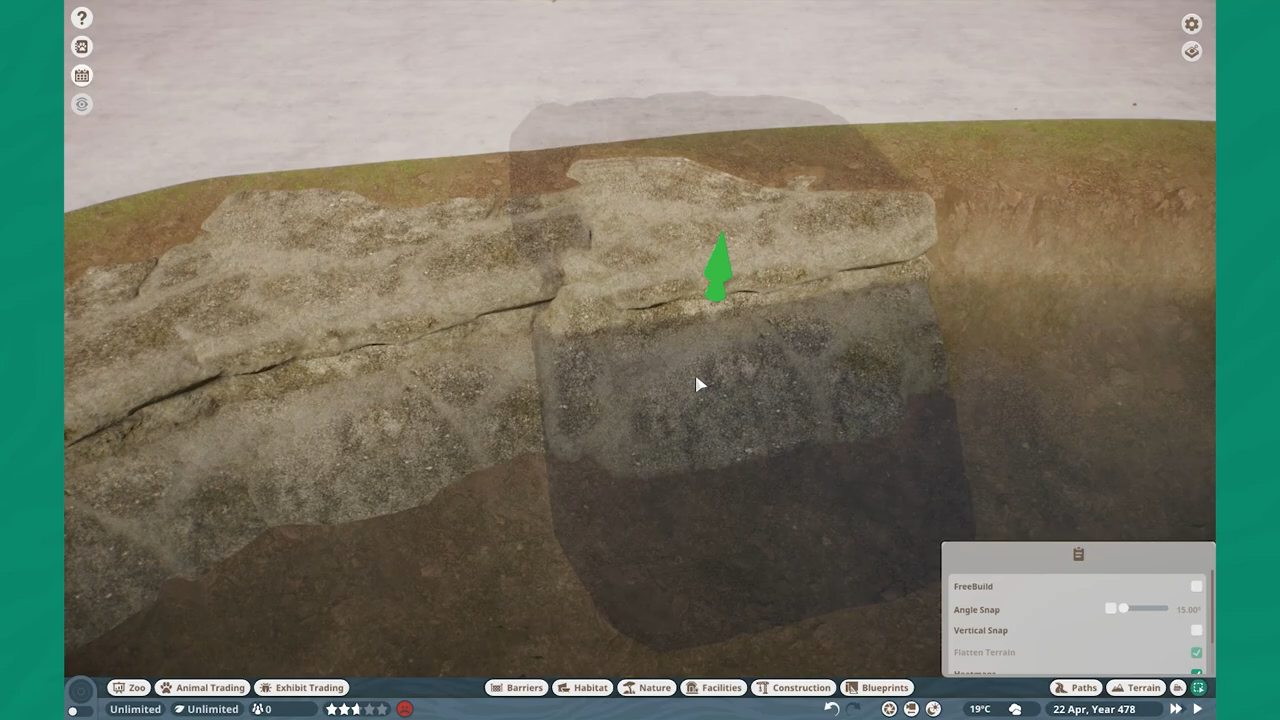 ?
FreeBuild
Angle Snap 15.00°
Vertical Snap
Flatten Terrain
Zoo Animal Trading Exhibit Trading Barriers Habitat Nature Facilities Construction Blueprints Paths Terrain
Unlimited Unlimited 0 19°C 22 Apr, Year 478